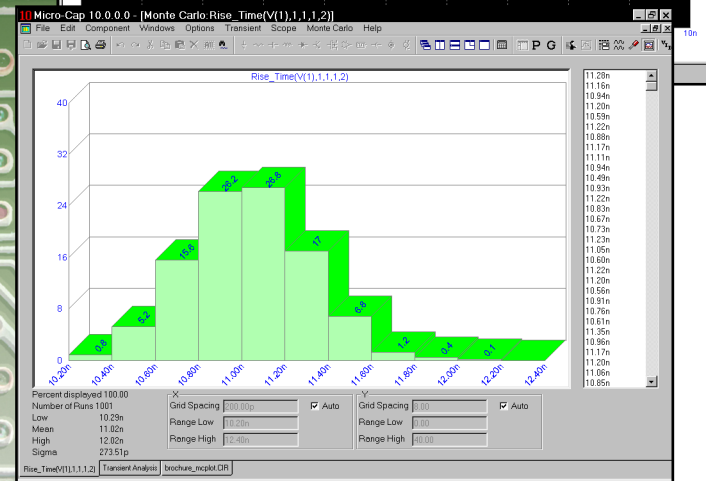 10 Micro-Cap 10.0.0.0 - [Monte Carlo:Rise_Time(V(1),1,1,1,2)]
File Edit Component Windows Options Transient Scope Monte Carlo Help
10n
P G
Rise_Time(V(1),1,1,1,2)
40
32
24
16
8
0
0.8
5.2
15.6
26.2
26.8
17
6.8
1.2
0.4
0.1
10.20n
10.40n
10.60n
10.80n
11.00n
11.20n
11.40n
11.60n
11.80n
12.00n
12.20n
12.40n
11.28n
11.16n
10.94n
11.20n
10.59n
11.22n
10.88n
11.17n
11.11n
10.94n
10.49n
10.93n
11.22n
10.83n
10.67n
10.73n
11.23n
11.05n
10.60n
11.22n
11.20n
10.56n
10.91n
10.76n
10.61n
11.35n
10.96n
11.17n
11.20n
11.06n
10.85n
Percent displayed 100.00
Number of Runs 1001
Low 10.29n
Mean 11.02n
High 12.02n
Sigma 273.51p
X
Grid Spacing 200.00p Auto
Range Low 10.20n
Range High 12.40n
Y
Grid Spacing 8.00 Auto
Range Low 0.00
Range High 40.00
Rise_Time(V(1),1,1,1,2) Transient Analysis brochure_mcplot.CIR